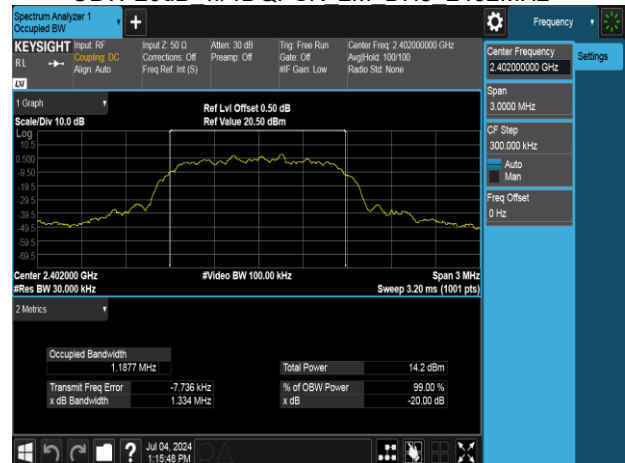 Spectrum Analyzer 1
Occupied BW
Frequency
KEYSIGHT
Input: RF
Input Z: 50 Ω
Atten: 30 dB
Trig: Free Run
Center Freq: 2.402000000 GHz
RL
Coupling: DC
Corrections: Off
Preamp: Off
Gate: Off
Avg|Hold: 100/100
Align: Auto
Freq Ref: Int (S)
#IF Gain: Low
Radio Std: None
LXI
Center Frequency
2.402000000 GHz
Settings
Span
3.0000 MHz
CF Step
300.000 kHz
Auto
Man
Freq Offset
0 Hz
1 Graph
Ref Lvl Offset 0.50 dB
Scale/Div 10.0 dB
Ref Value 20.50 dBm
Log
10.5
0.500
-9.50
-19.5
-29.5
-39.5
-49.5
-59.5
-69.5
Center 2.402000 GHz
#Video BW 100.00 kHz
Span 3 MHz
#Res BW 30.000 kHz
Sweep 3.20 ms (1001 pts)
2 Metrics
Occupied Bandwidth
1.1877 MHz
Total Power 14.2 dBm
Transmit Freq Error -7.736 kHz
% of OBW Power 99.00 %
x dB Bandwidth 1.334 MHz
x dB -20.00 dB
?
Jul 04, 2024
1:15:48 PM